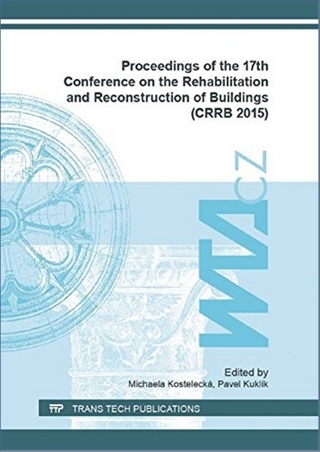 Proceedings of the 17th
Conference on the Rehabilitation
and Reconstruction of Buildings
(CRRB 2015)
WTA CZ
Edited by
Michaela Kostelecká, Pavel Kuklík
TTP TRANS TECH PUBLICATIONS